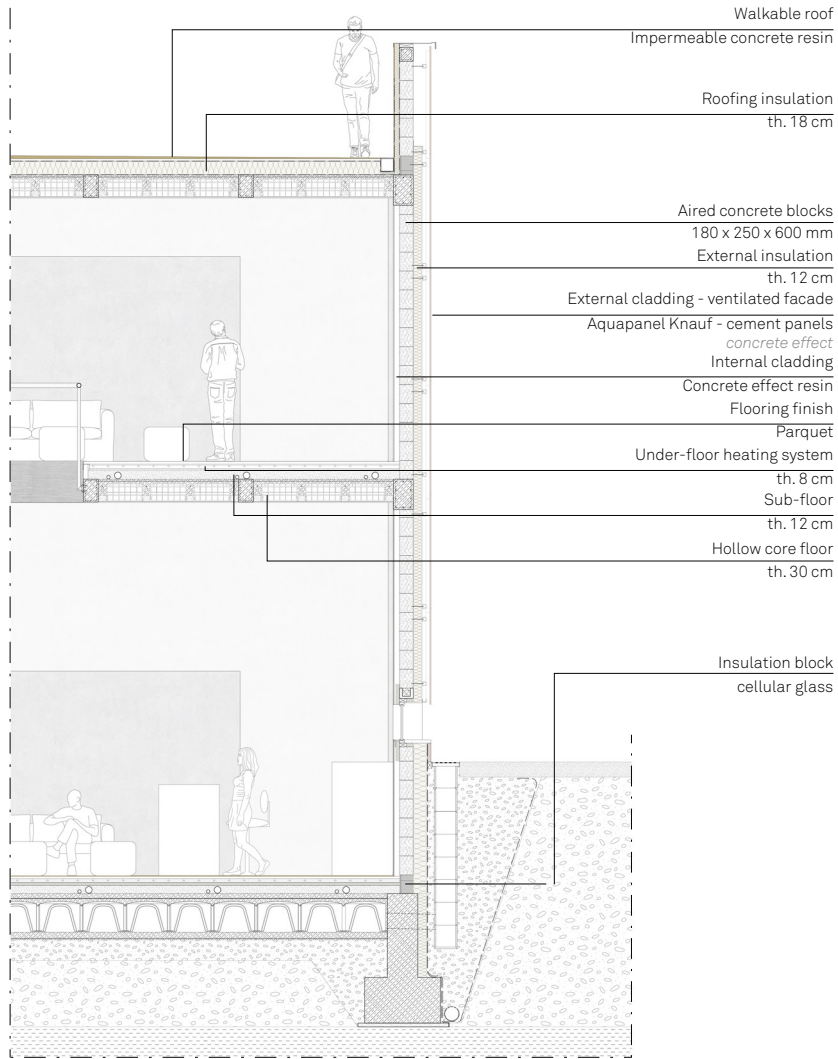 Walkable roof
Impermeable concrete resin
Roofing insulation
th. 18 cm
Aired concrete blocks
180 x 250 x 600 mm
External insulation
th. 12 cm
External cladding - ventilated facade
Aquapanel Knauf - cement panels
concrete effect
Internal cladding
Concrete effect resin
Flooring finish
Parquet
Under-floor heating system
th. 8 cm
Sub-floor
th. 12 cm
Hollow core floor
th. 30 cm
Insulation block
cellular glass